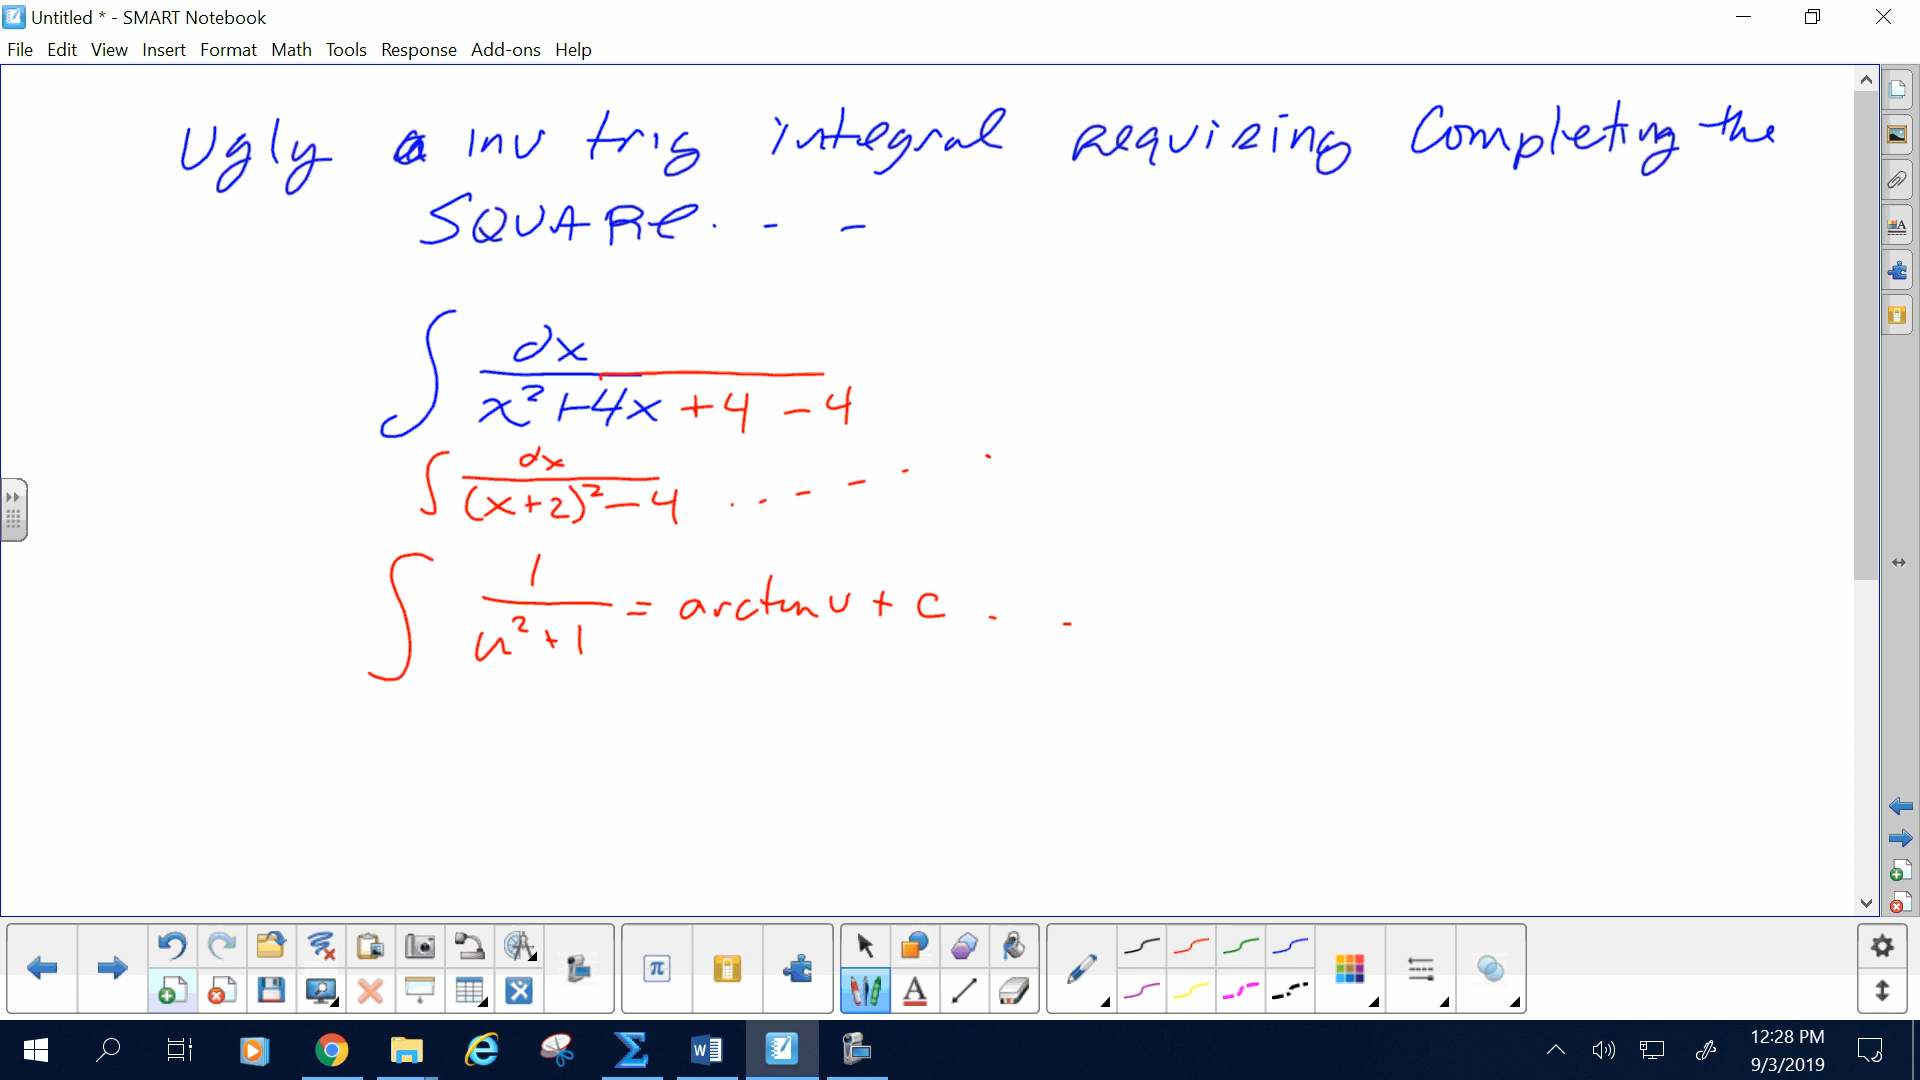 Untitled * - SMART Notebook
File Edit View Insert Format Math Tools Response Add-ons Help
Ugly a inv trig integral Requiring Completing the
SQUARE. - -
∫ dx / (x² + 4x + 4 - 4)
∫ dx / ((x+2)² - 4) . . - - . .
∫ 1 / (u² + 1) = arctan u + c . .
12:28 PM
9/3/2019